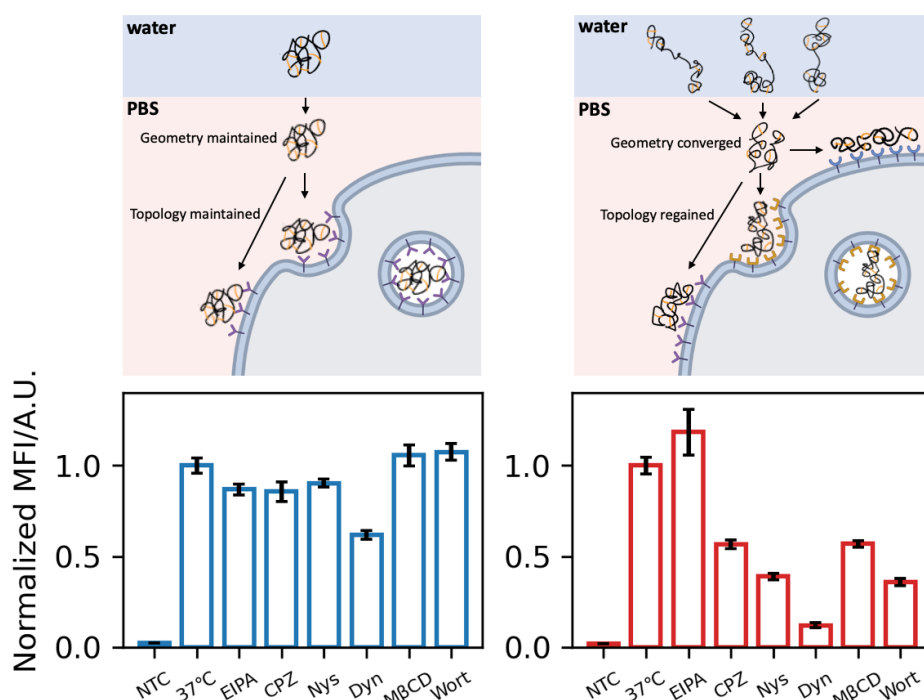 water
PBS
Geometry maintained
Topology maintained
water
PBS
Geometry converged
Topology regained
Normalized MFI/A.U.
1.0
0.5
0.0
NTC
37°C
EIPA
CPZ
Nys
Dyn
MβCD
Wort
1.0
0.5
0.0
NTC
37°C
EIPA
CPZ
Nys
Dyn
MβCD
Wort